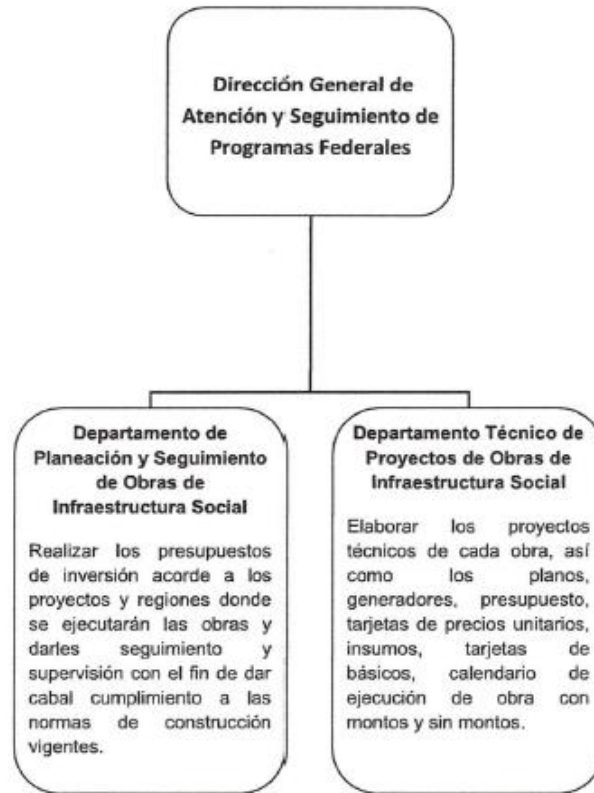 Dirección General de
Atención y Seguimiento de
Programas Federales
Departamento de
Planeación y Seguimiento
de Obras de
Infraestructura Social
Realizar los presupuestos
de inversión acorde a los
proyectos y regiones donde
se ejecutarán las obras y
darles seguimiento y
supervisión con el fin de dar
cabal cumplimiento a las
normas de construcción
vigentes.
Departamento Técnico de
Proyectos de Obras de
Infraestructura Social
Elaborar los proyectos
técnicos de cada obra, así
como los planos,
generadores, presupuesto,
tarjetas de precios unitarios,
insumos, tarjetas de
básicos, calendario de
ejecución de obra con
montos y sin montos.